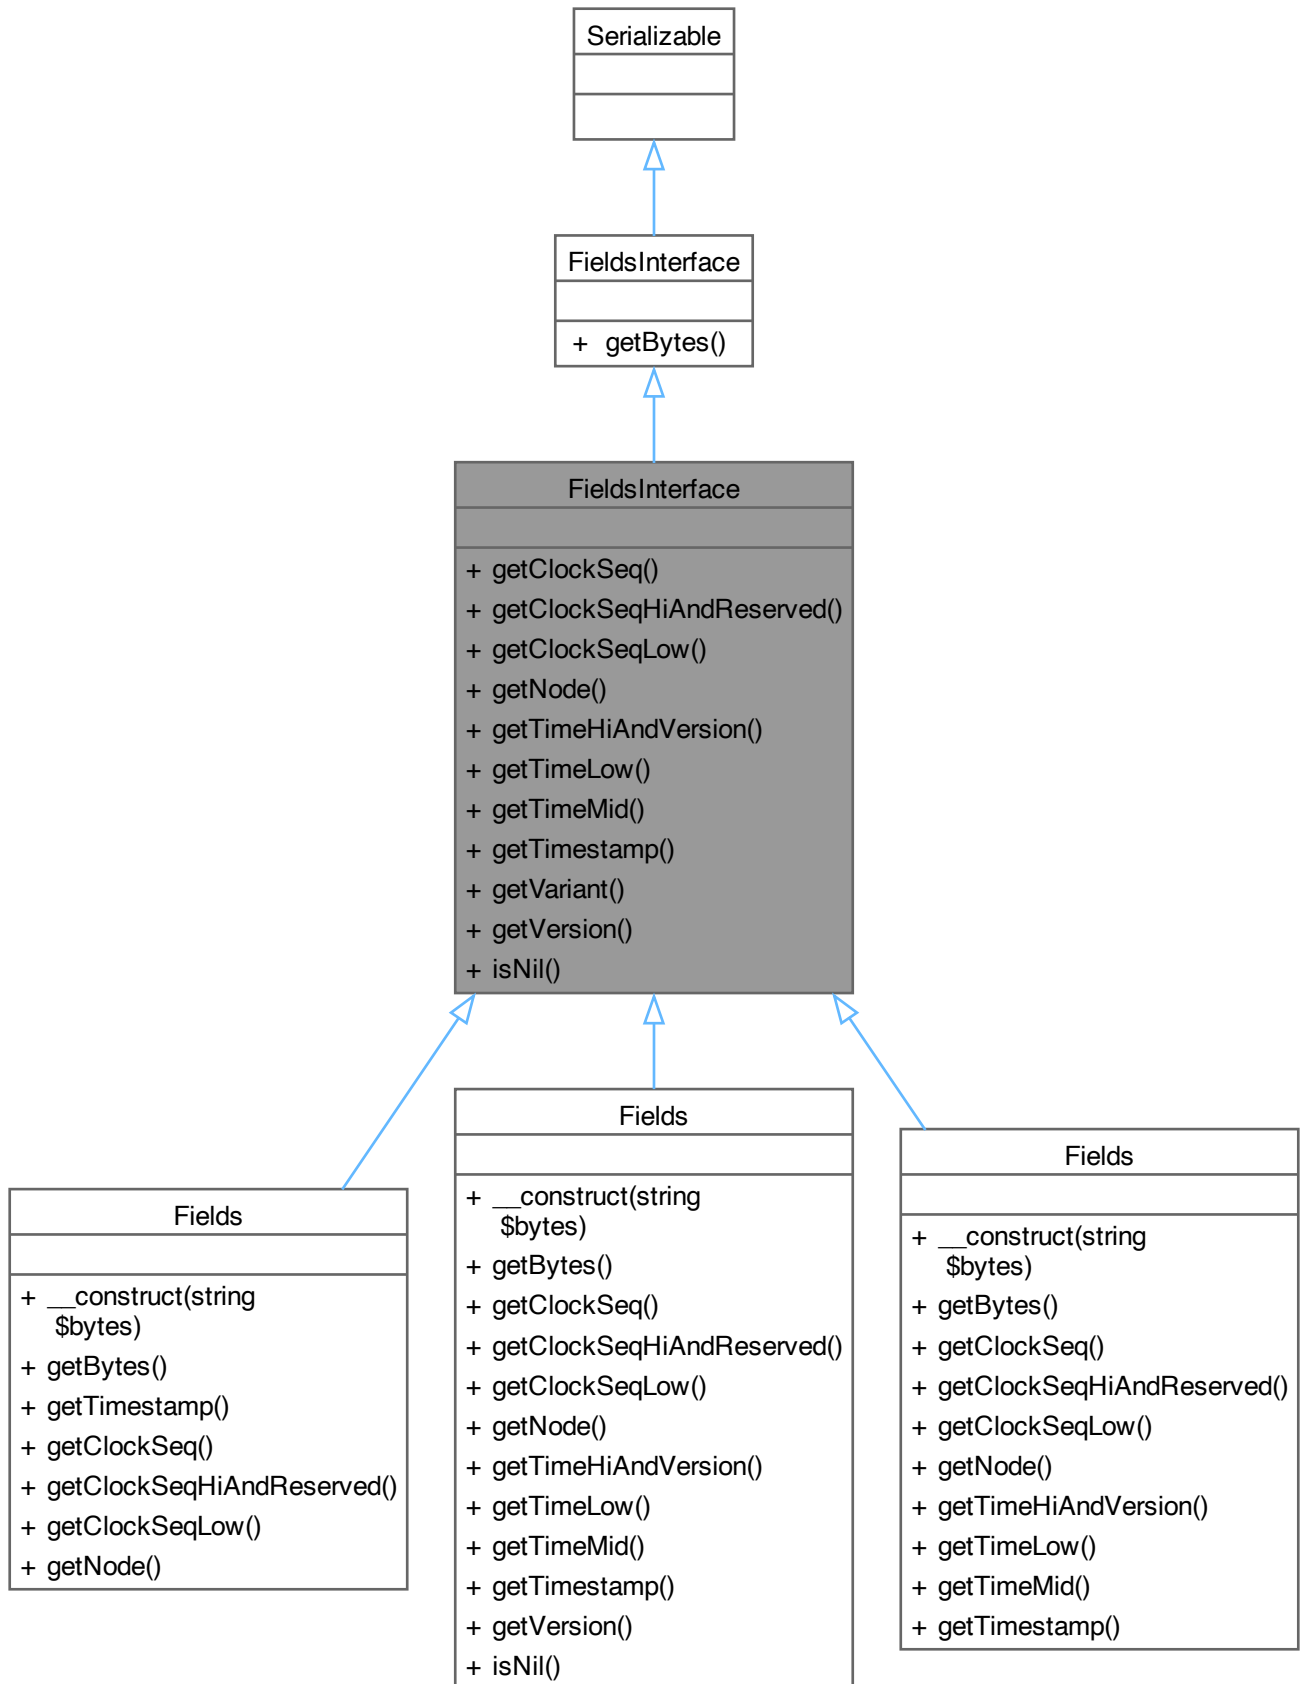 Serializable
FieldsInterface
+ getBytes()
FieldsInterface
+ getClockSeq()
+ getClockSeqHiAndReserved()
+ getClockSeqLow()
+ getNode()
+ getTimeHiAndVersion()
+ getTimeLow()
+ getTimeMid()
+ getTimestamp()
+ getVariant()
+ getVersion()
+ isNil()
Fields
+ __construct(string
$bytes)
+ getBytes()
+ getTimestamp()
+ getClockSeq()
+ getClockSeqHiAndReserved()
+ getClockSeqLow()
+ getNode()
Fields
+ __construct(string
$bytes)
+ getBytes()
+ getClockSeq()
+ getClockSeqHiAndReserved()
+ getClockSeqLow()
+ getNode()
+ getTimeHiAndVersion()
+ getTimeLow()
+ getTimeMid()
+ getTimestamp()
+ getVersion()
+ isNil()
Fields
+ __construct(string
$bytes)
+ getBytes()
+ getClockSeq()
+ getClockSeqHiAndReserved()
+ getClockSeqLow()
+ getNode()
+ getTimeHiAndVersion()
+ getTimeLow()
+ getTimeMid()
+ getTimestamp()